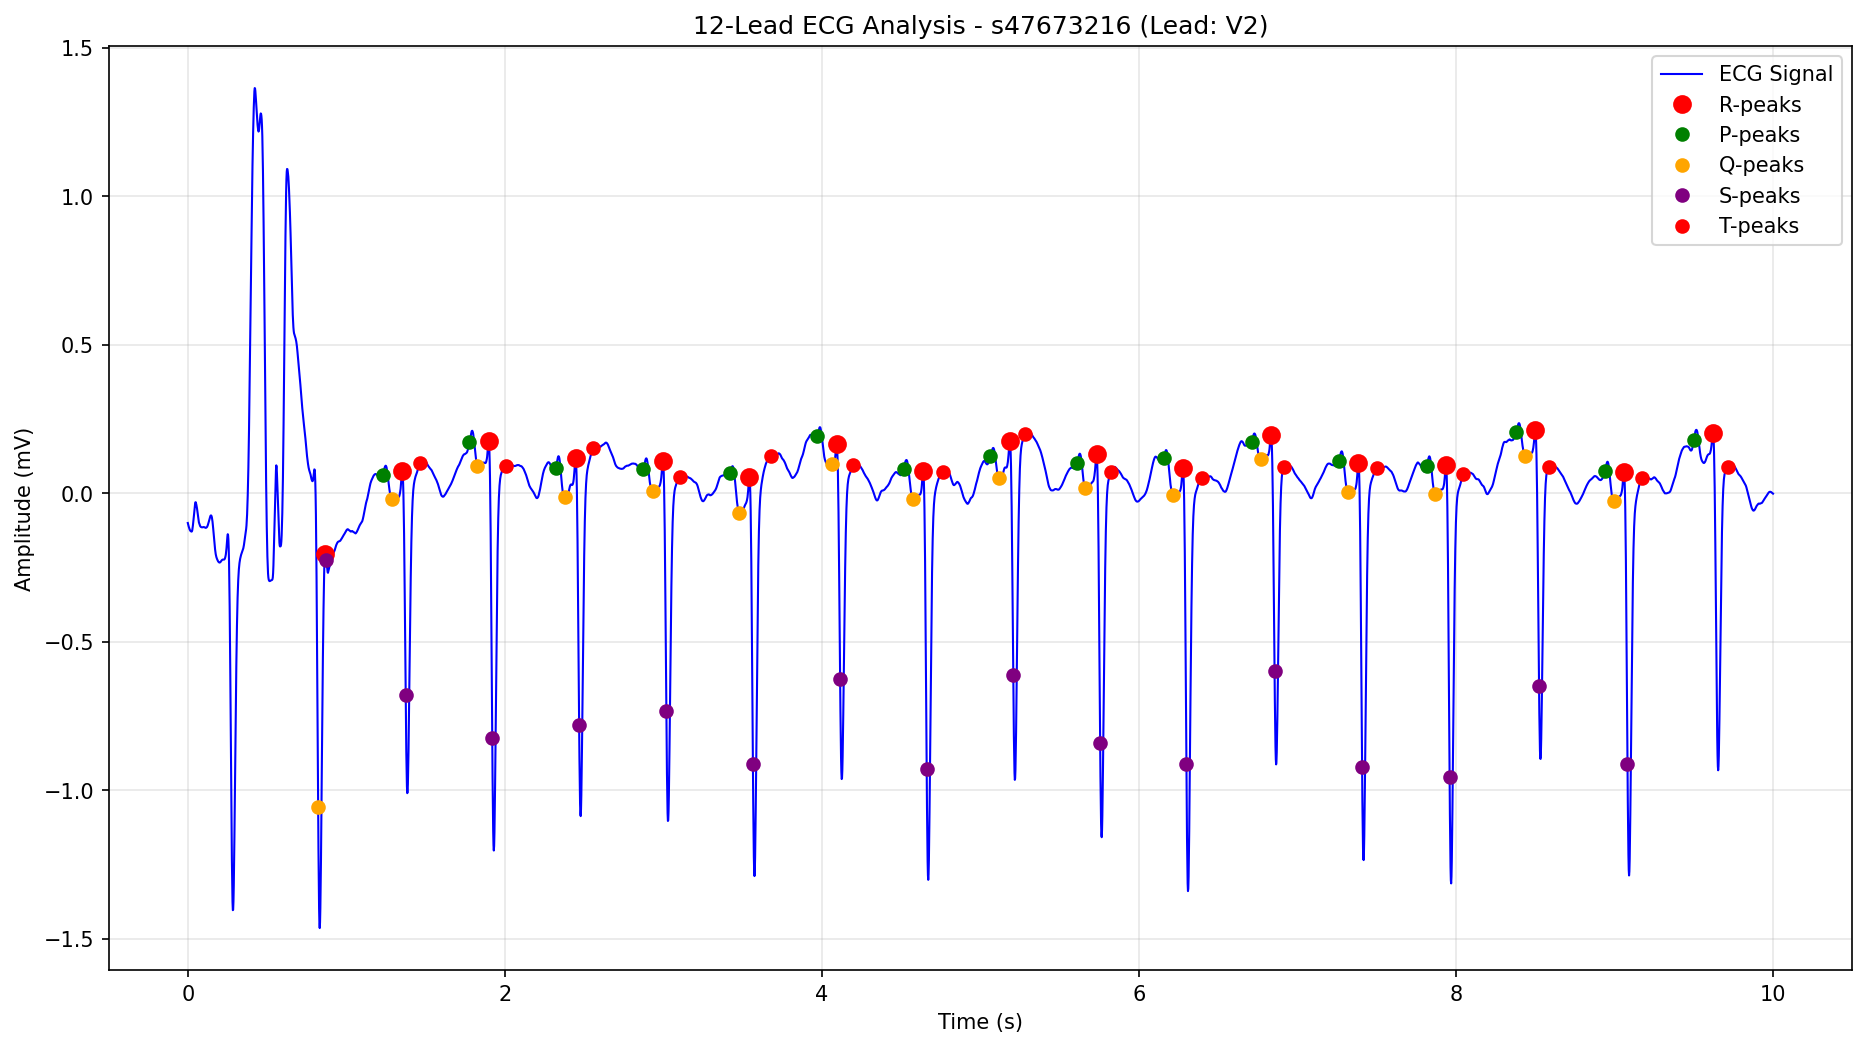 12-Lead ECG Analysis - s47673216 (Lead: V2)
ECG Signal
R-peaks
P-peaks
Q-peaks
S-peaks
T-peaks
Amplitude (mV)
1.5
1.0
0.5
0.0
−0.5
−1.0
−1.5
0 2 4 6 8 10
Time (s)